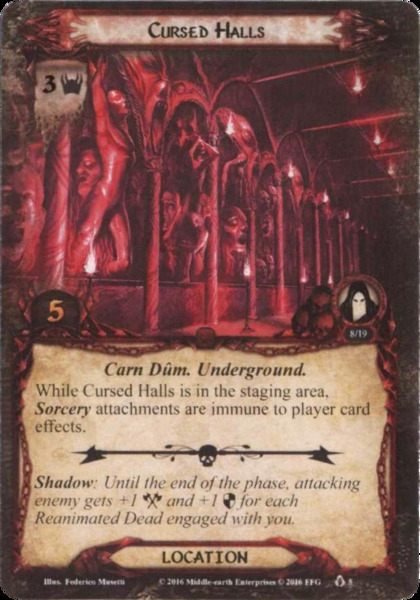 CURSED HALLS
3
5
8/19
Carn Dûm. Underground.
While Cursed Halls is in the staging area,
Sorcery attachments are immune to player card
effects.
Shadow: Until the end of the phase, attacking
enemy gets +1 and +1 for each
Reanimated Dead engaged with you.
LOCATION
Illus. Federico Musetti © 2016 Middle-earth Enterprises © 2016 FFG 8